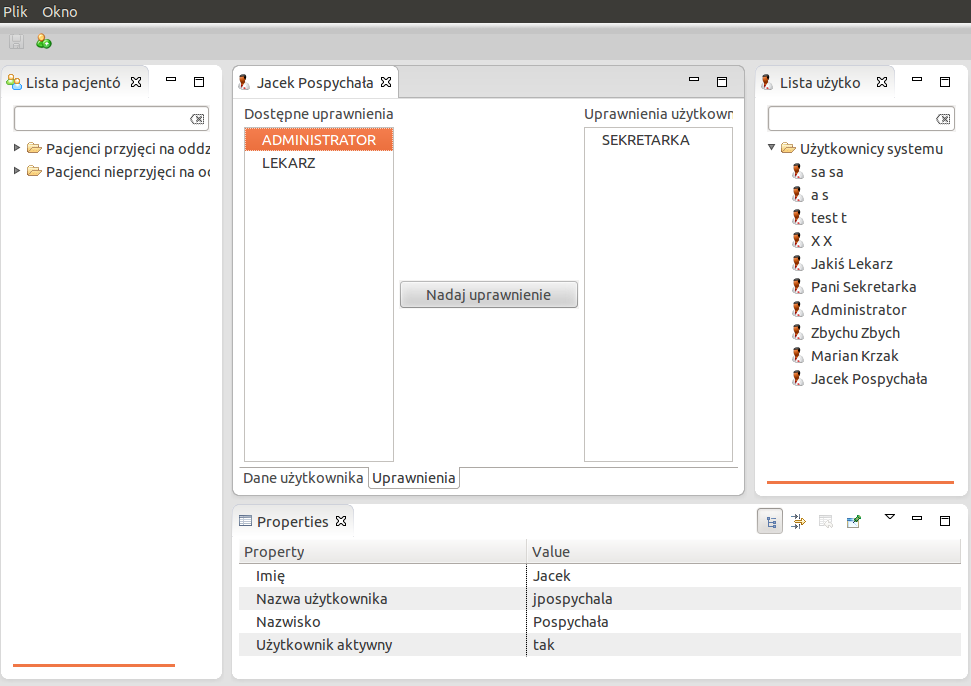 Plik Okno
Lista pacjentó
Pacjenci przyjęci na oddz
Pacjenci nieprzyjęci na od
Jacek Pospychała
Dostępne uprawnienia
ADMINISTRATOR
LEKARZ
Nadaj uprawnienie
Uprawnienia użytkown
SEKRETARKA
Dane użytkownika Uprawnienia
Lista użytko
Użytkownicy systemu
sa sa
a s
test t
X X
Jakiś Lekarz
Pani Sekretarka
Administrator
Zbychu Zbych
Marian Krzak
Jacek Pospychała
Properties
Property Value
Imię Jacek
Nazwa użytkownika jpospychala
Nazwisko Pospychała
Użytkownik aktywny tak